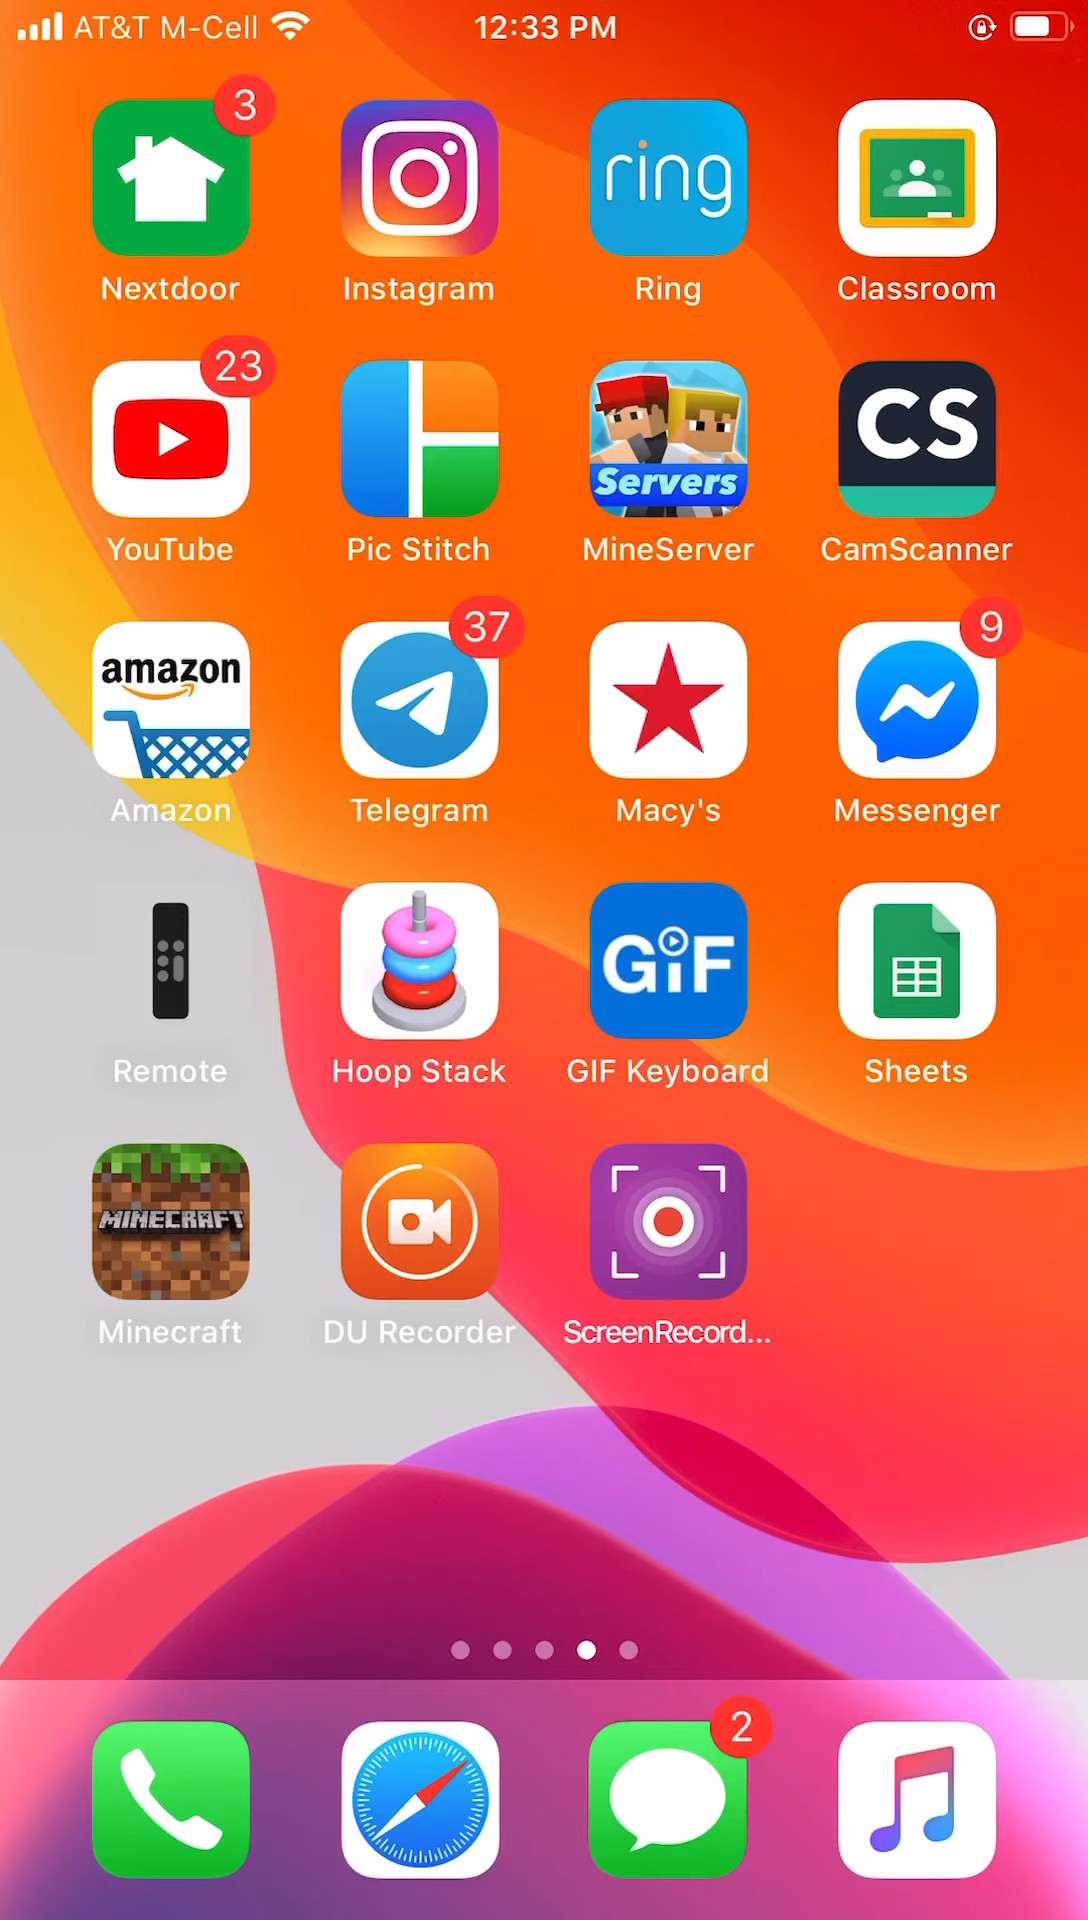 AT&T M-Cell 12:33 PM
3
ring
Nextdoor Instagram Ring Classroom
23
Servers
CS
YouTube Pic Stitch MineServer CamScanner
37 9
amazon
Amazon Telegram Macy's Messenger
GiF
Remote Hoop Stack GIF Keyboard Sheets
MINECRAFT
Minecraft DU Recorder ScreenRecord...
2